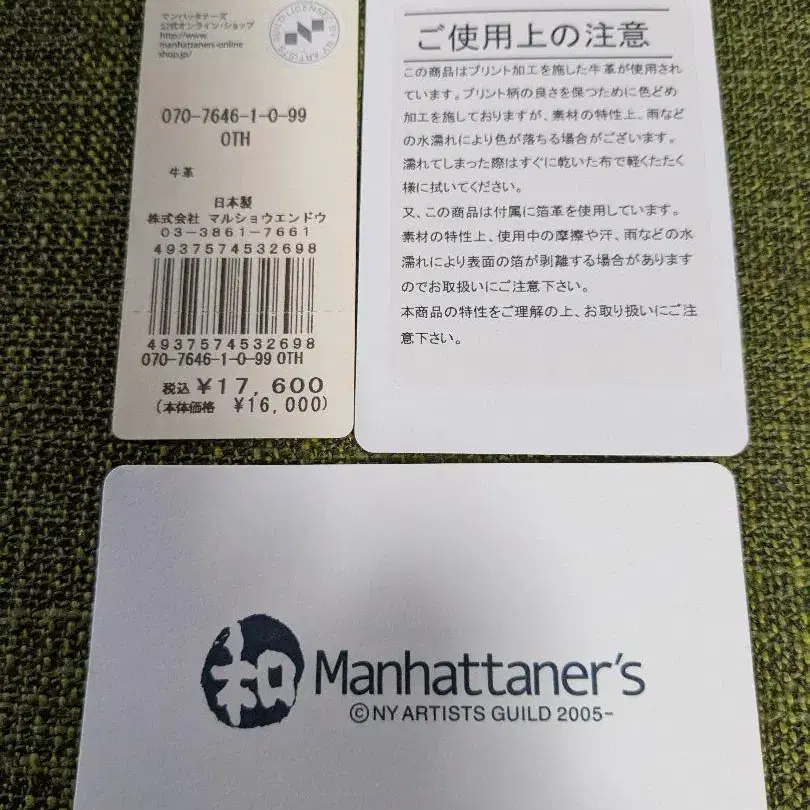 マンハッタナーズ
公式オンライン・ショップ
http://www.
manhattaners-online
shop.jp/
070-7646-1-0-99
OTH
牛革
日本製
株式会社 マルショウエンドウ
03-3861-7661
4937574532698
4937574532698
070-7646-1-0-99 OTH
税込 ¥17,600
(本体価格 ¥16,000)
ご使用上の注意
この商品はプリント加工を施した牛革が使用され
ています。プリント柄の良さを保つために色どめ
加工を施しておりますが、素材の特性上、雨など
の水濡れにより色が落ちる場合がございます。
濡れてしまった際はすぐに乾いた布で軽くたたく
様に拭いてください。
又、この商品は付属に箔革を使用しています。
素材の特性上、使用中の摩擦や汗、雨などの水
濡れにより表面の箔が剥離する場合があります
のでお取扱いにご注意下さい。
本商品の特性をご理解の上、お取り扱いにご注
意下さい。
和 Manhattaner's
©NY ARTISTS GUILD 2005-